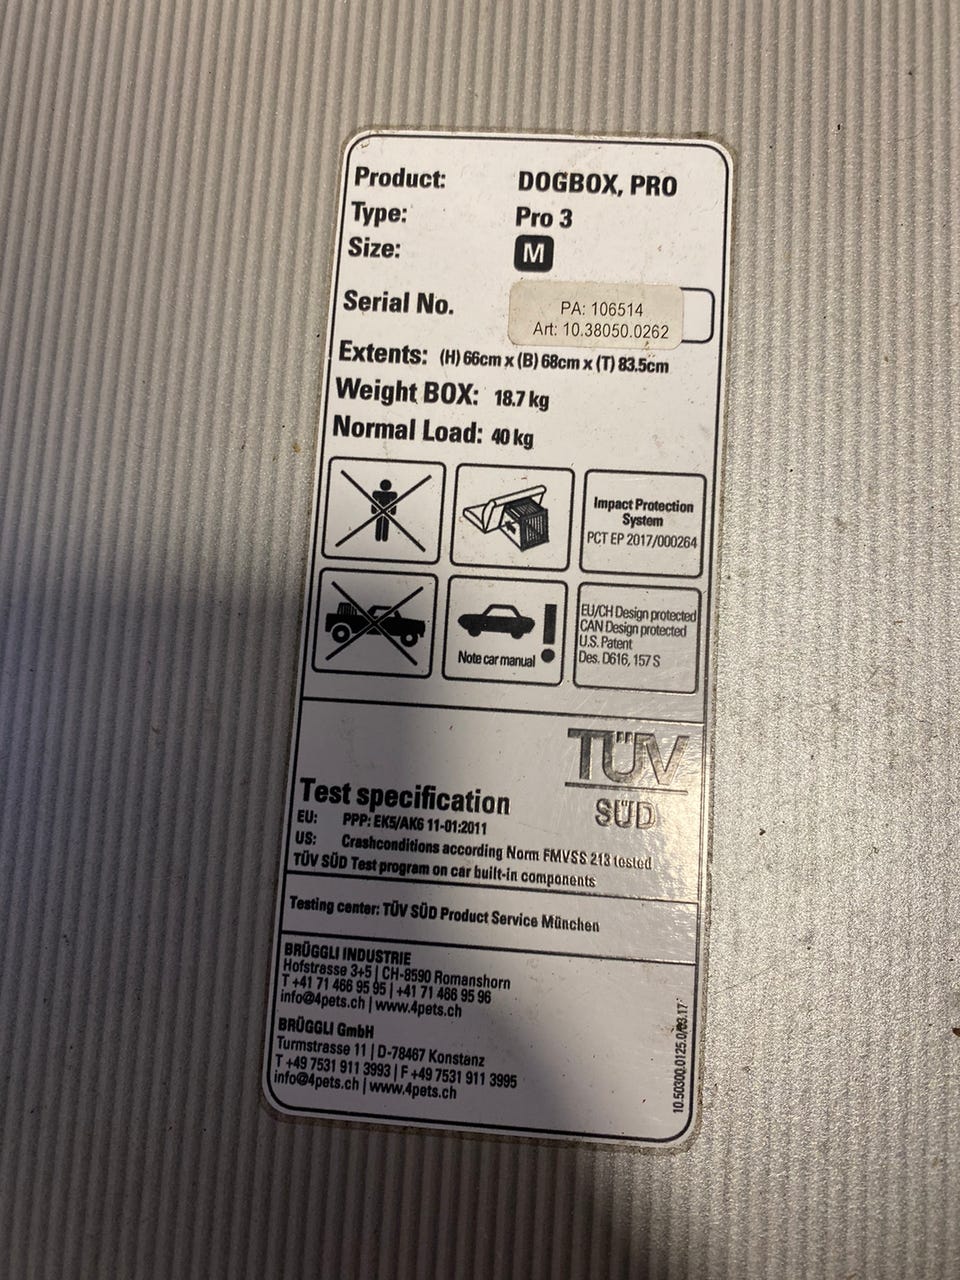 Product: DOGBOX, PRO
Type: Pro 3
Size: M
Serial No. PA: 106514
Art: 10.38050.0262
Extents: (H) 66cm x (B) 68cm x (T) 83.5cm
Weight BOX: 18.7 kg
Normal Load: 40 kg
Impact Protection
System
PCT EP 2017/000264
Note car manual !
EU/CH Design protected
CAN Design protected
U.S. Patent
Des. D616, 157 S
TÜV
SÜD
Test specification
EU: PPP: EK5/AK6 11-01:2011
US: Crashconditions according Norm FMVSS 213 tested
TÜV SÜD Test program on car built-in components
Testing center: TÜV SÜD Product Service München
BRÜGGLI INDUSTRIE
Hofstrasse 3+5 | CH-8590 Romanshorn
T +41 71 466 95 95 | +41 71 466 95 96
info@4pets.ch | www.4pets.ch
BRÜGGLI GmbH
Turmstrasse 11 | D-78467 Konstanz
T +49 7531 911 3993 | F +49 7531 911 3995
info@4pets.ch | www.4pets.ch
10.50300.0125.0/03.17